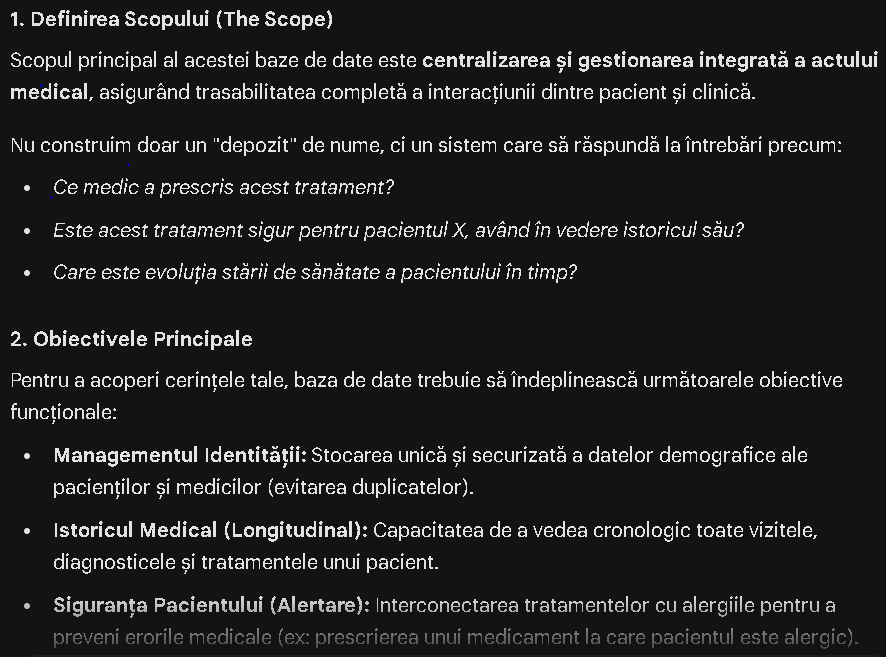 1. Definirea Scopului (The Scope)
Scopul principal al acestei baze de date este centralizarea și gestionarea integrată a actului
medical, asigurând trasabilitatea completă a interacțiunii dintre pacient și clinică.
Nu construim doar un "depozit" de nume, ci un sistem care să răspundă la întrebări precum:
• Ce medic a prescris acest tratament?
• Este acest tratament sigur pentru pacientul X, având în vedere istoricul său?
• Care este evoluția stării de sănătate a pacientului în timp?
2. Obiectivele Principale
Pentru a acoperi cerințele tale, baza de date trebuie să îndeplinească următoarele obiective
funcționale:
• Managementul Identității: Stocarea unică și securizată a datelor demografice ale
pacienților și medicilor (evitarea duplicatelor).
• Istoricul Medical (Longitudinal): Capacitatea de a vedea cronologic toate vizitele,
diagnosticele și tratamentele unui pacient.
• Siguranța Pacientului (Alertare): Interconectarea tratamentelor cu alergiile pentru a
preveni erorile medicale (ex: prescrierea unui medicament la care pacientul este alergic).